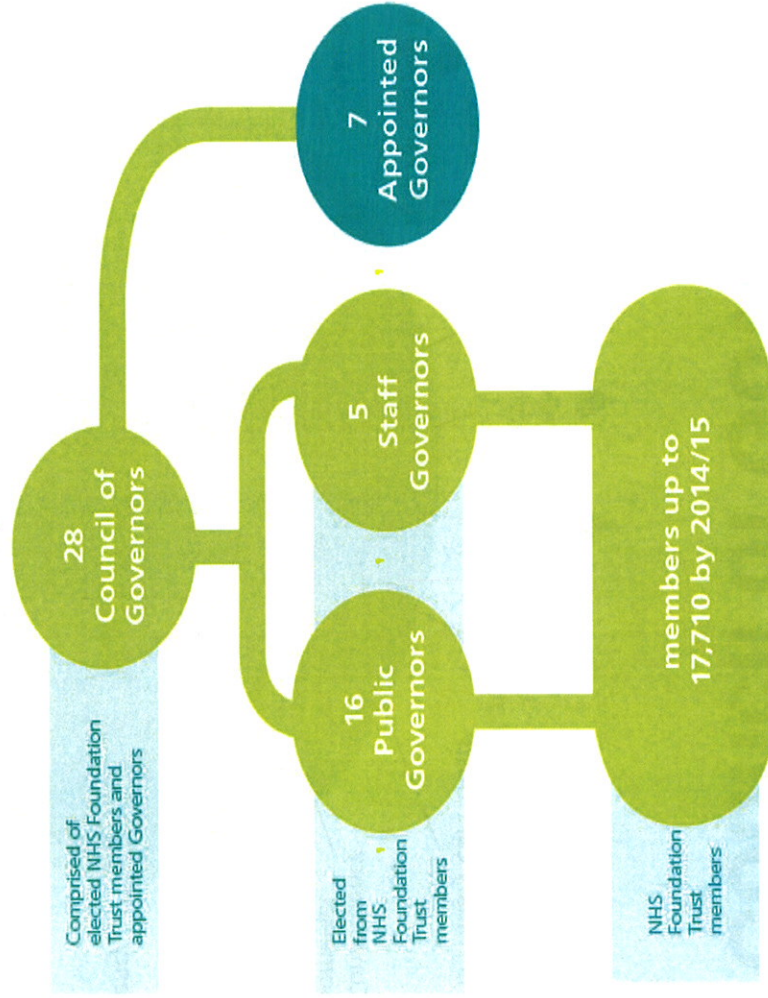 Comprised of
elected NHS Foundation
Trust members and
appointed Governors
28
Council of
Governors
Elected
from
NHS
Foundation
Trust
members
16
Public
Governors
5
Staff
Governors
7
Appointed
Governors
NHS
Foundation
Trust
members
members up to
17,710 by 2014/15